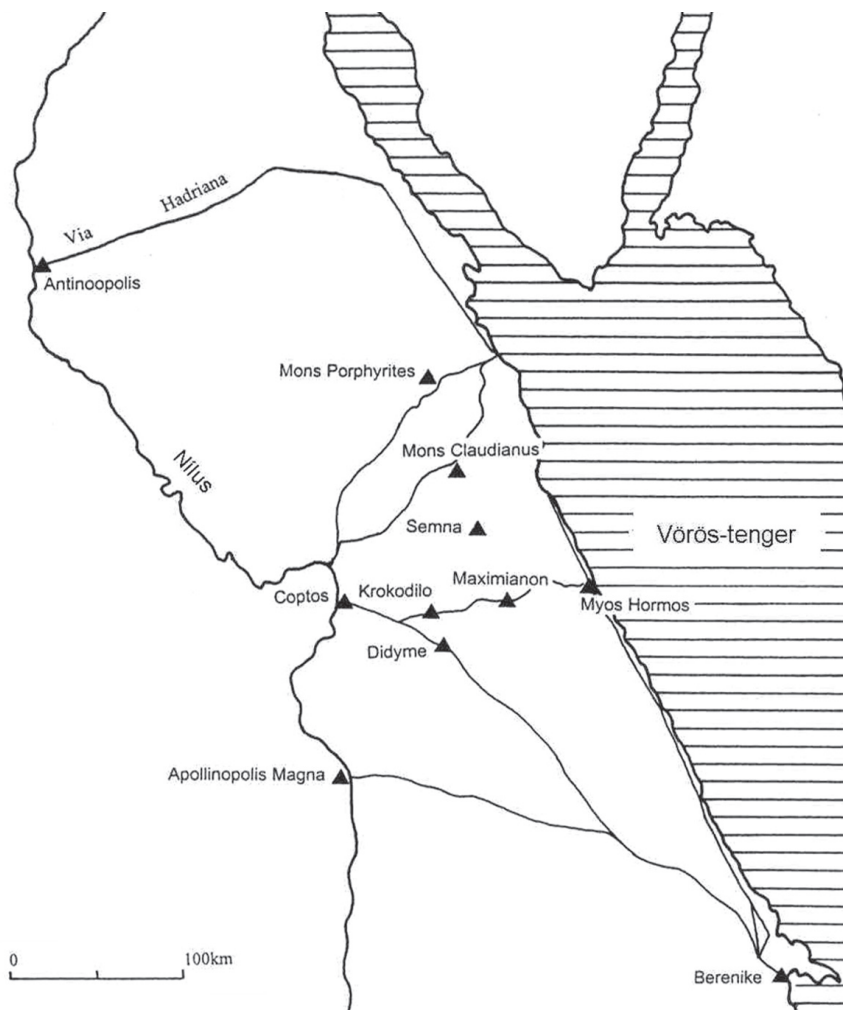 Via
Hadriana
Antinoopolis
Mons Porphyrites
Mons Claudianus
Nilus
Semna
Vörös-tenger
Maximianon
Krokodilo
Coptos
Myos Hormos
Didyme
Apollinopolis Magna
0
100km
Berenike